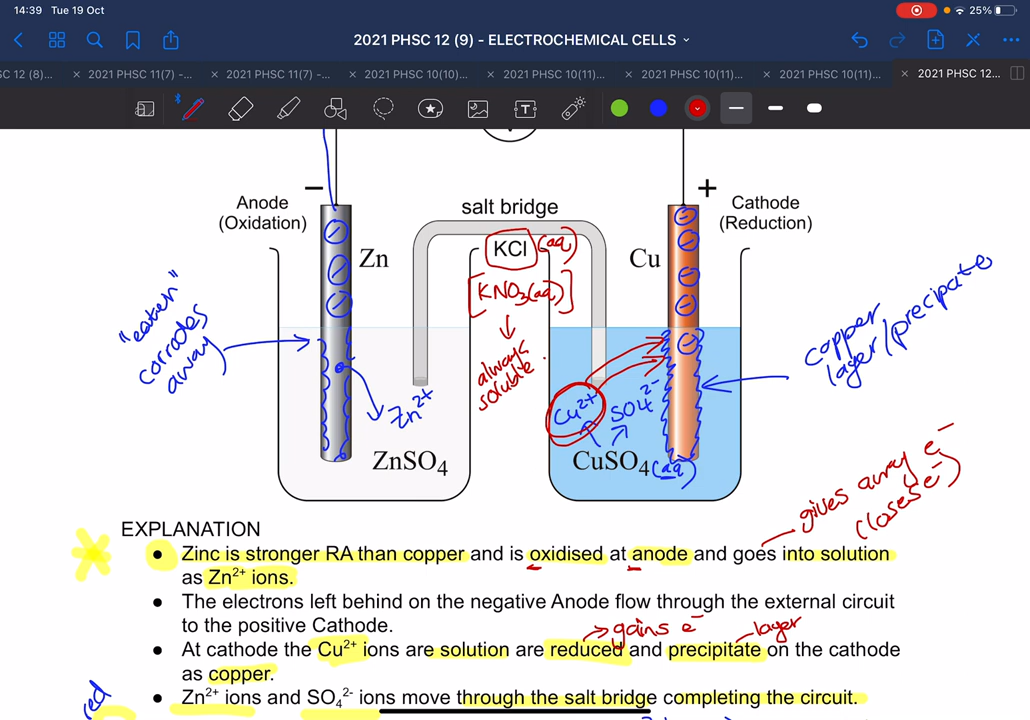 14:39 Tue 19 Oct
25%
2021 PHSC 12 (9) - ELECTROCHEMICAL CELLS
SC 12 (8)...
2021 PHSC 11(7) -...
2021 PHSC 11(7) -...
2021 PHSC 10(10)...
2021 PHSC 10(11)...
2021 PHSC 10(11)...
2021 PHSC 10(11)...
2021 PHSC 12...
− +
Anode
(Oxidation)
salt bridge
Cathode
(Reduction)
Zn
KCl (aq)
Cu
[KNO3(aq)]
always
soluble
"eaten"
corrodes
away
copper
layer/precipate
Zn²⁺
Cu²⁺ SO4²⁻
ZnSO₄
CuSO₄(aq)
gives away e⁻
(loses e⁻)
EXPLANATION
• Zinc is stronger RA than copper and is oxidised at anode and goes into solution
as Zn²⁺ ions.
• The electrons left behind on the negative Anode flow through the external circuit
to the positive Cathode.
→gains e⁻ layer
• At cathode the Cu²⁺ ions are solution are reduced and precipitate on the cathode
as copper.
• Zn²⁺ ions and SO₄²⁻ ions move through the salt bridge completing the circuit.